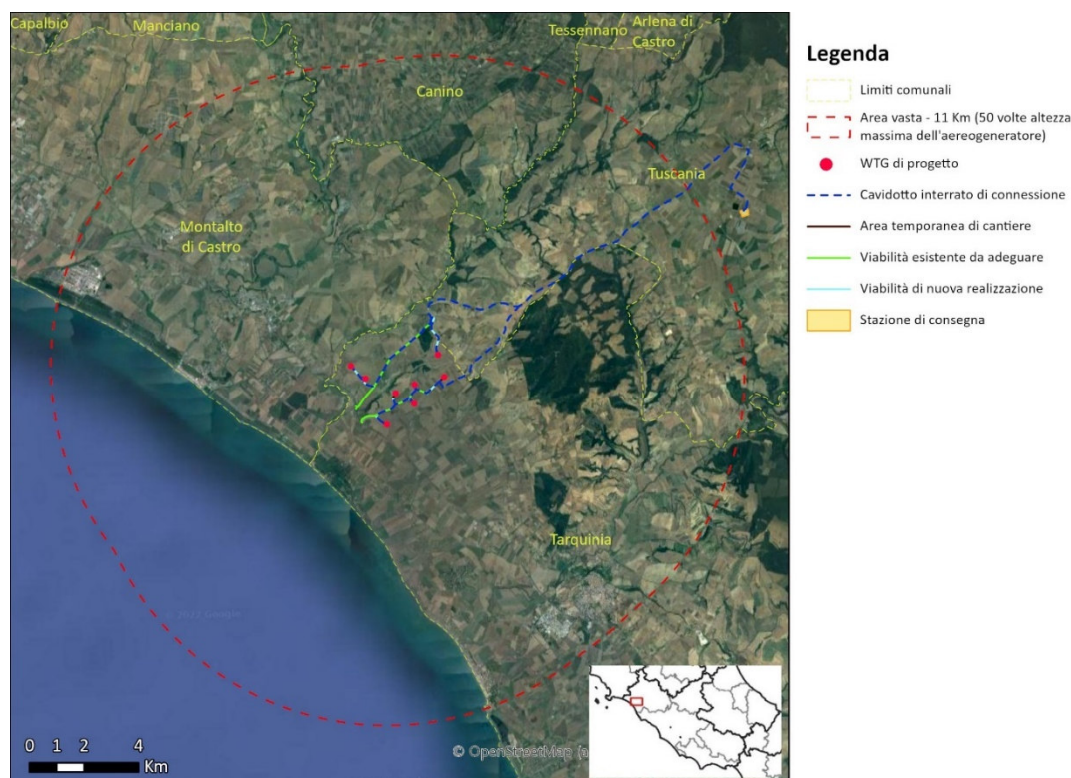 Capalbio
Manciano
Tessennano
Arlena di
Castro
Canino
Tuscania
Montalto
di Castro
Tarquinia
© OpenStreetMap (a
0 1 2 4
Km
Legenda
Limiti comunali
Area vasta - 11 Km (50 volte altezza
massima dell'aereogeneratore)
WTG di progetto
Cavidotto interrato di connessione
Area temporanea di cantiere
Viabilità esistente da adeguare
Viabilità di nuova realizzazione
Stazione di consegna